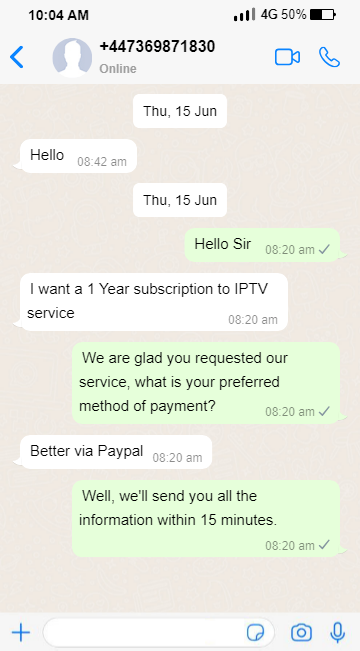 10:04 AM 4G 50%
+447369871830
Online
Thu, 15 Jun
Hello 08:42 am
Thu, 15 Jun
Hello Sir 08:20 am
I want a 1 Year subscription to IPTV
service
08:20 am
We are glad you requested our
service, what is your preferred
method of payment?
08:20 am
Better via Paypal 08:20 am
Well, we'll send you all the
information within 15 minutes.
08:20 am